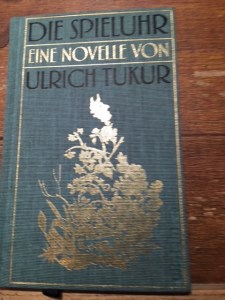 DIE SPIELUHR
EINE NOVELLE VON
ULRICH TUKUR